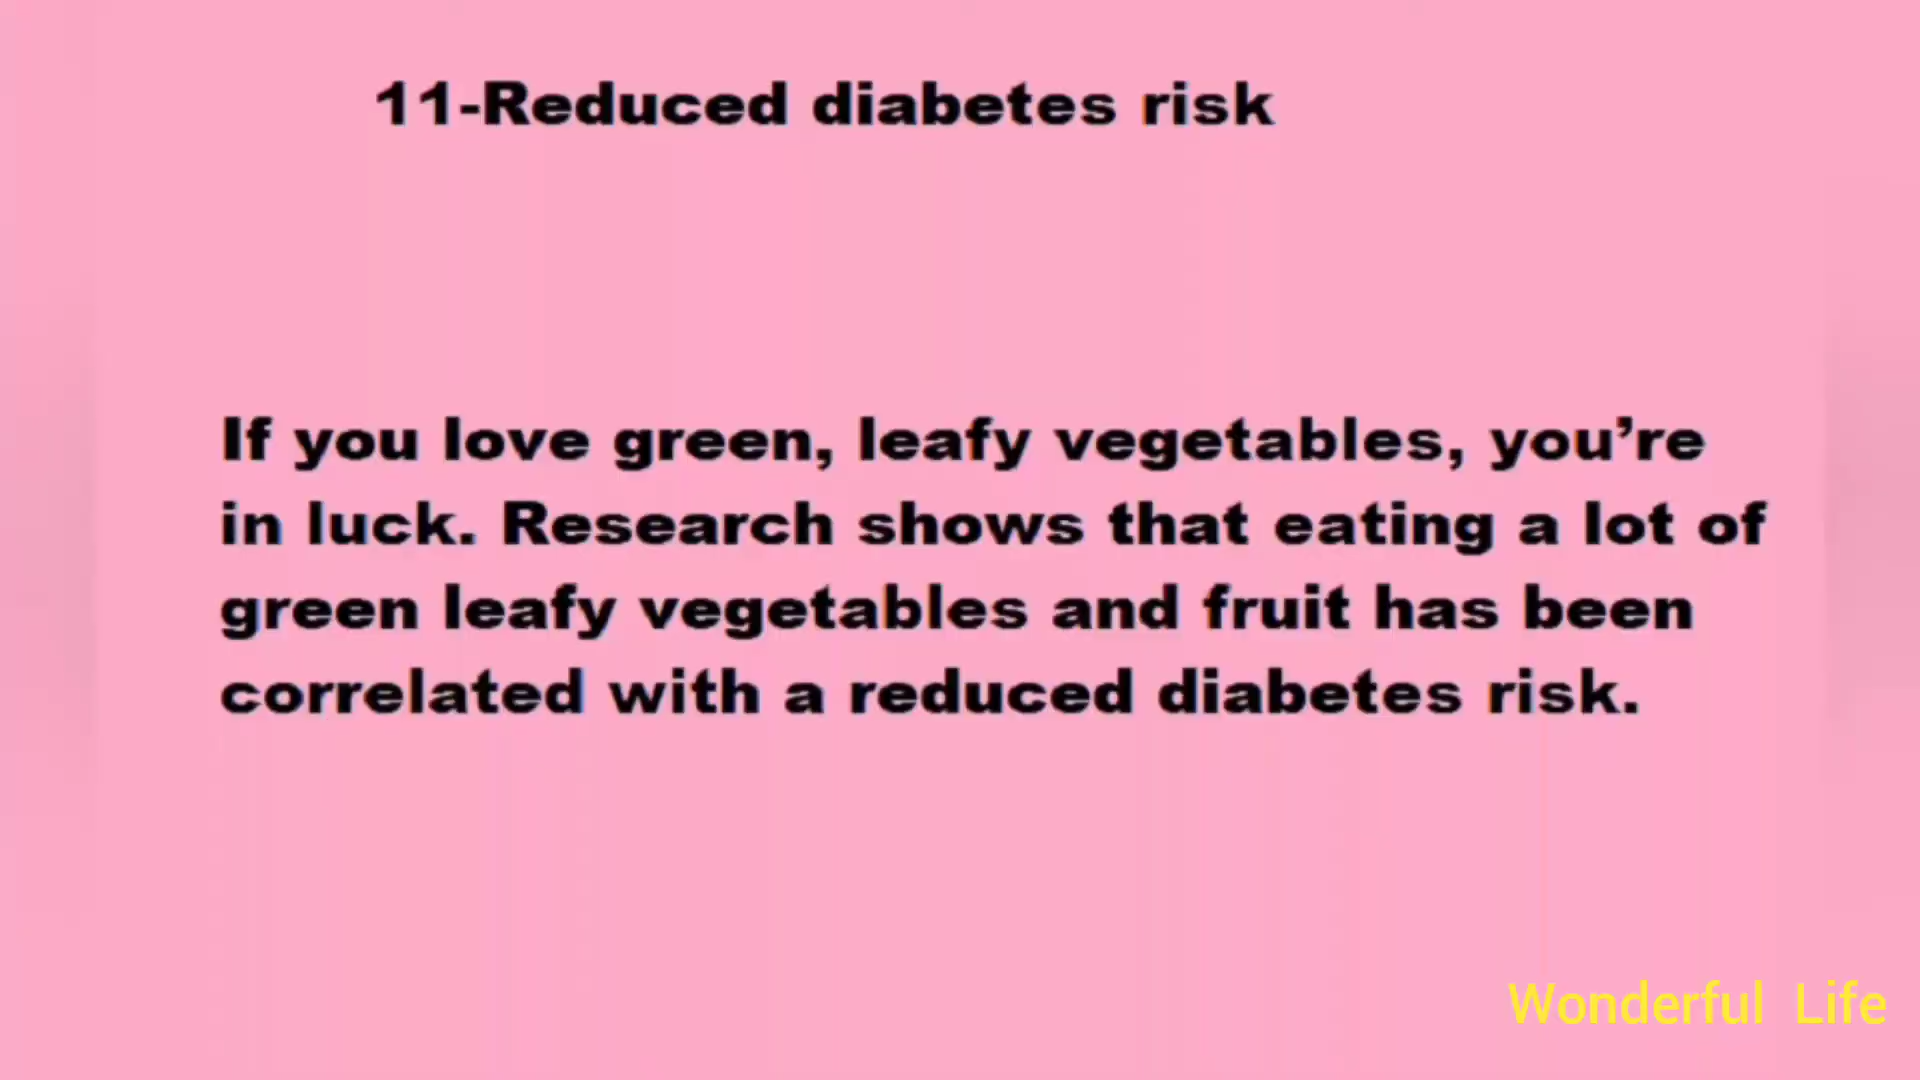 11-Reduced diabetes risk
If you love green, leafy vegetables, you’re
in luck. Research shows that eating a lot of
green leafy vegetables and fruit has been
correlated with a reduced diabetes risk.
Wonderful Life